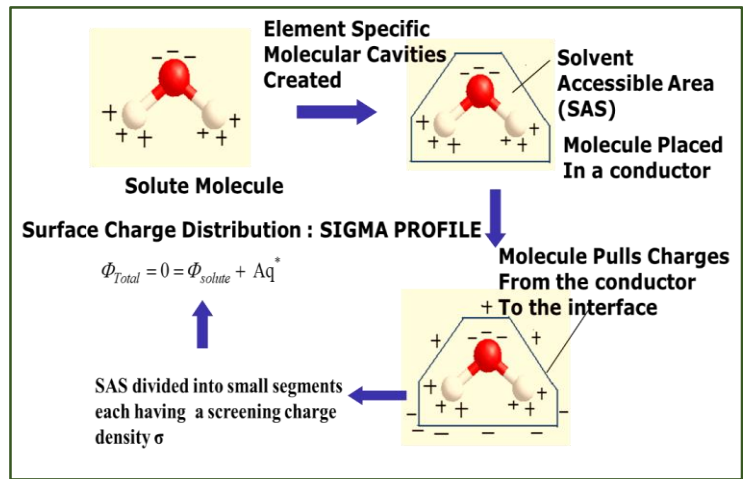 Element Specific
Molecular Cavities
Created
Solvent
Accessible Area
(SAS)
Molecule Placed
In a conductor
Solute Molecule
Surface Charge Distribution : SIGMA PROFILE
Φ_Total = 0 = Φ_solute + Aq*
Molecule Pulls Charges
From the conductor
To the interface
SAS divided into small segments
each having a screening charge
density σ